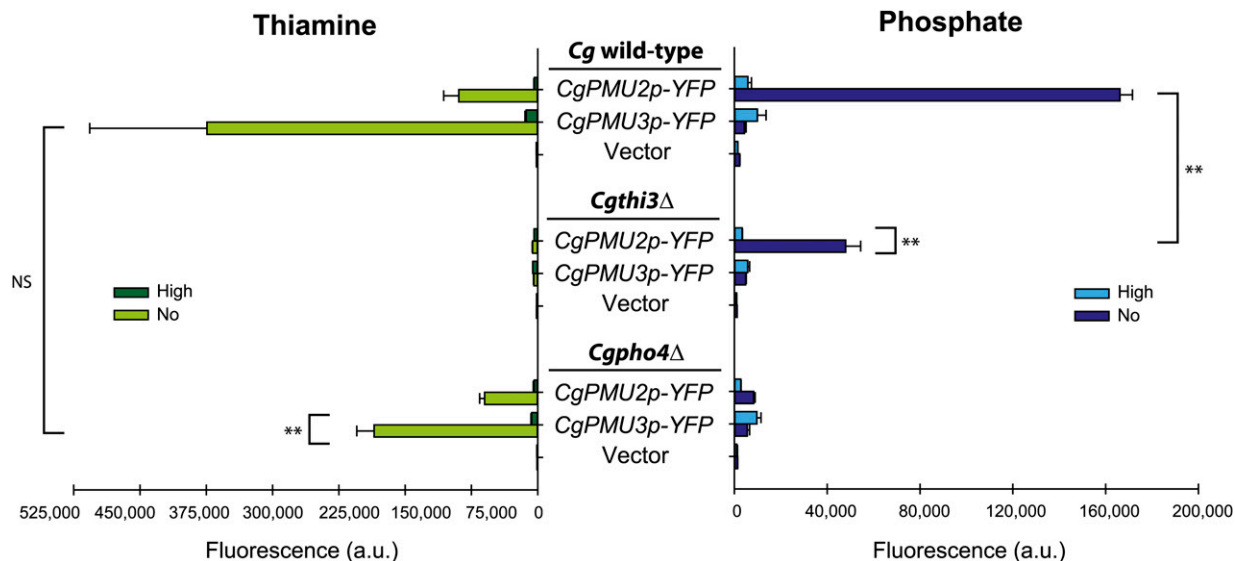 Thiamine
Phosphate
Cg wild-type
CgPMU2p-YFP
CgPMU3p-YFP
Vector
**
Cgthi3Δ
CgPMU2p-YFP
**
CgPMU3p-YFP
Vector
NS
High
No
High
No
Cgpho4Δ
CgPMU2p-YFP
CgPMU3p-YFP
**
Vector
525,000 450,000 375,000 300,000 225,000 150,000 75,000 0
0 40,000 80,000 120,000 160,000 200,000
Fluorescence (a.u.)
Fluorescence (a.u.)